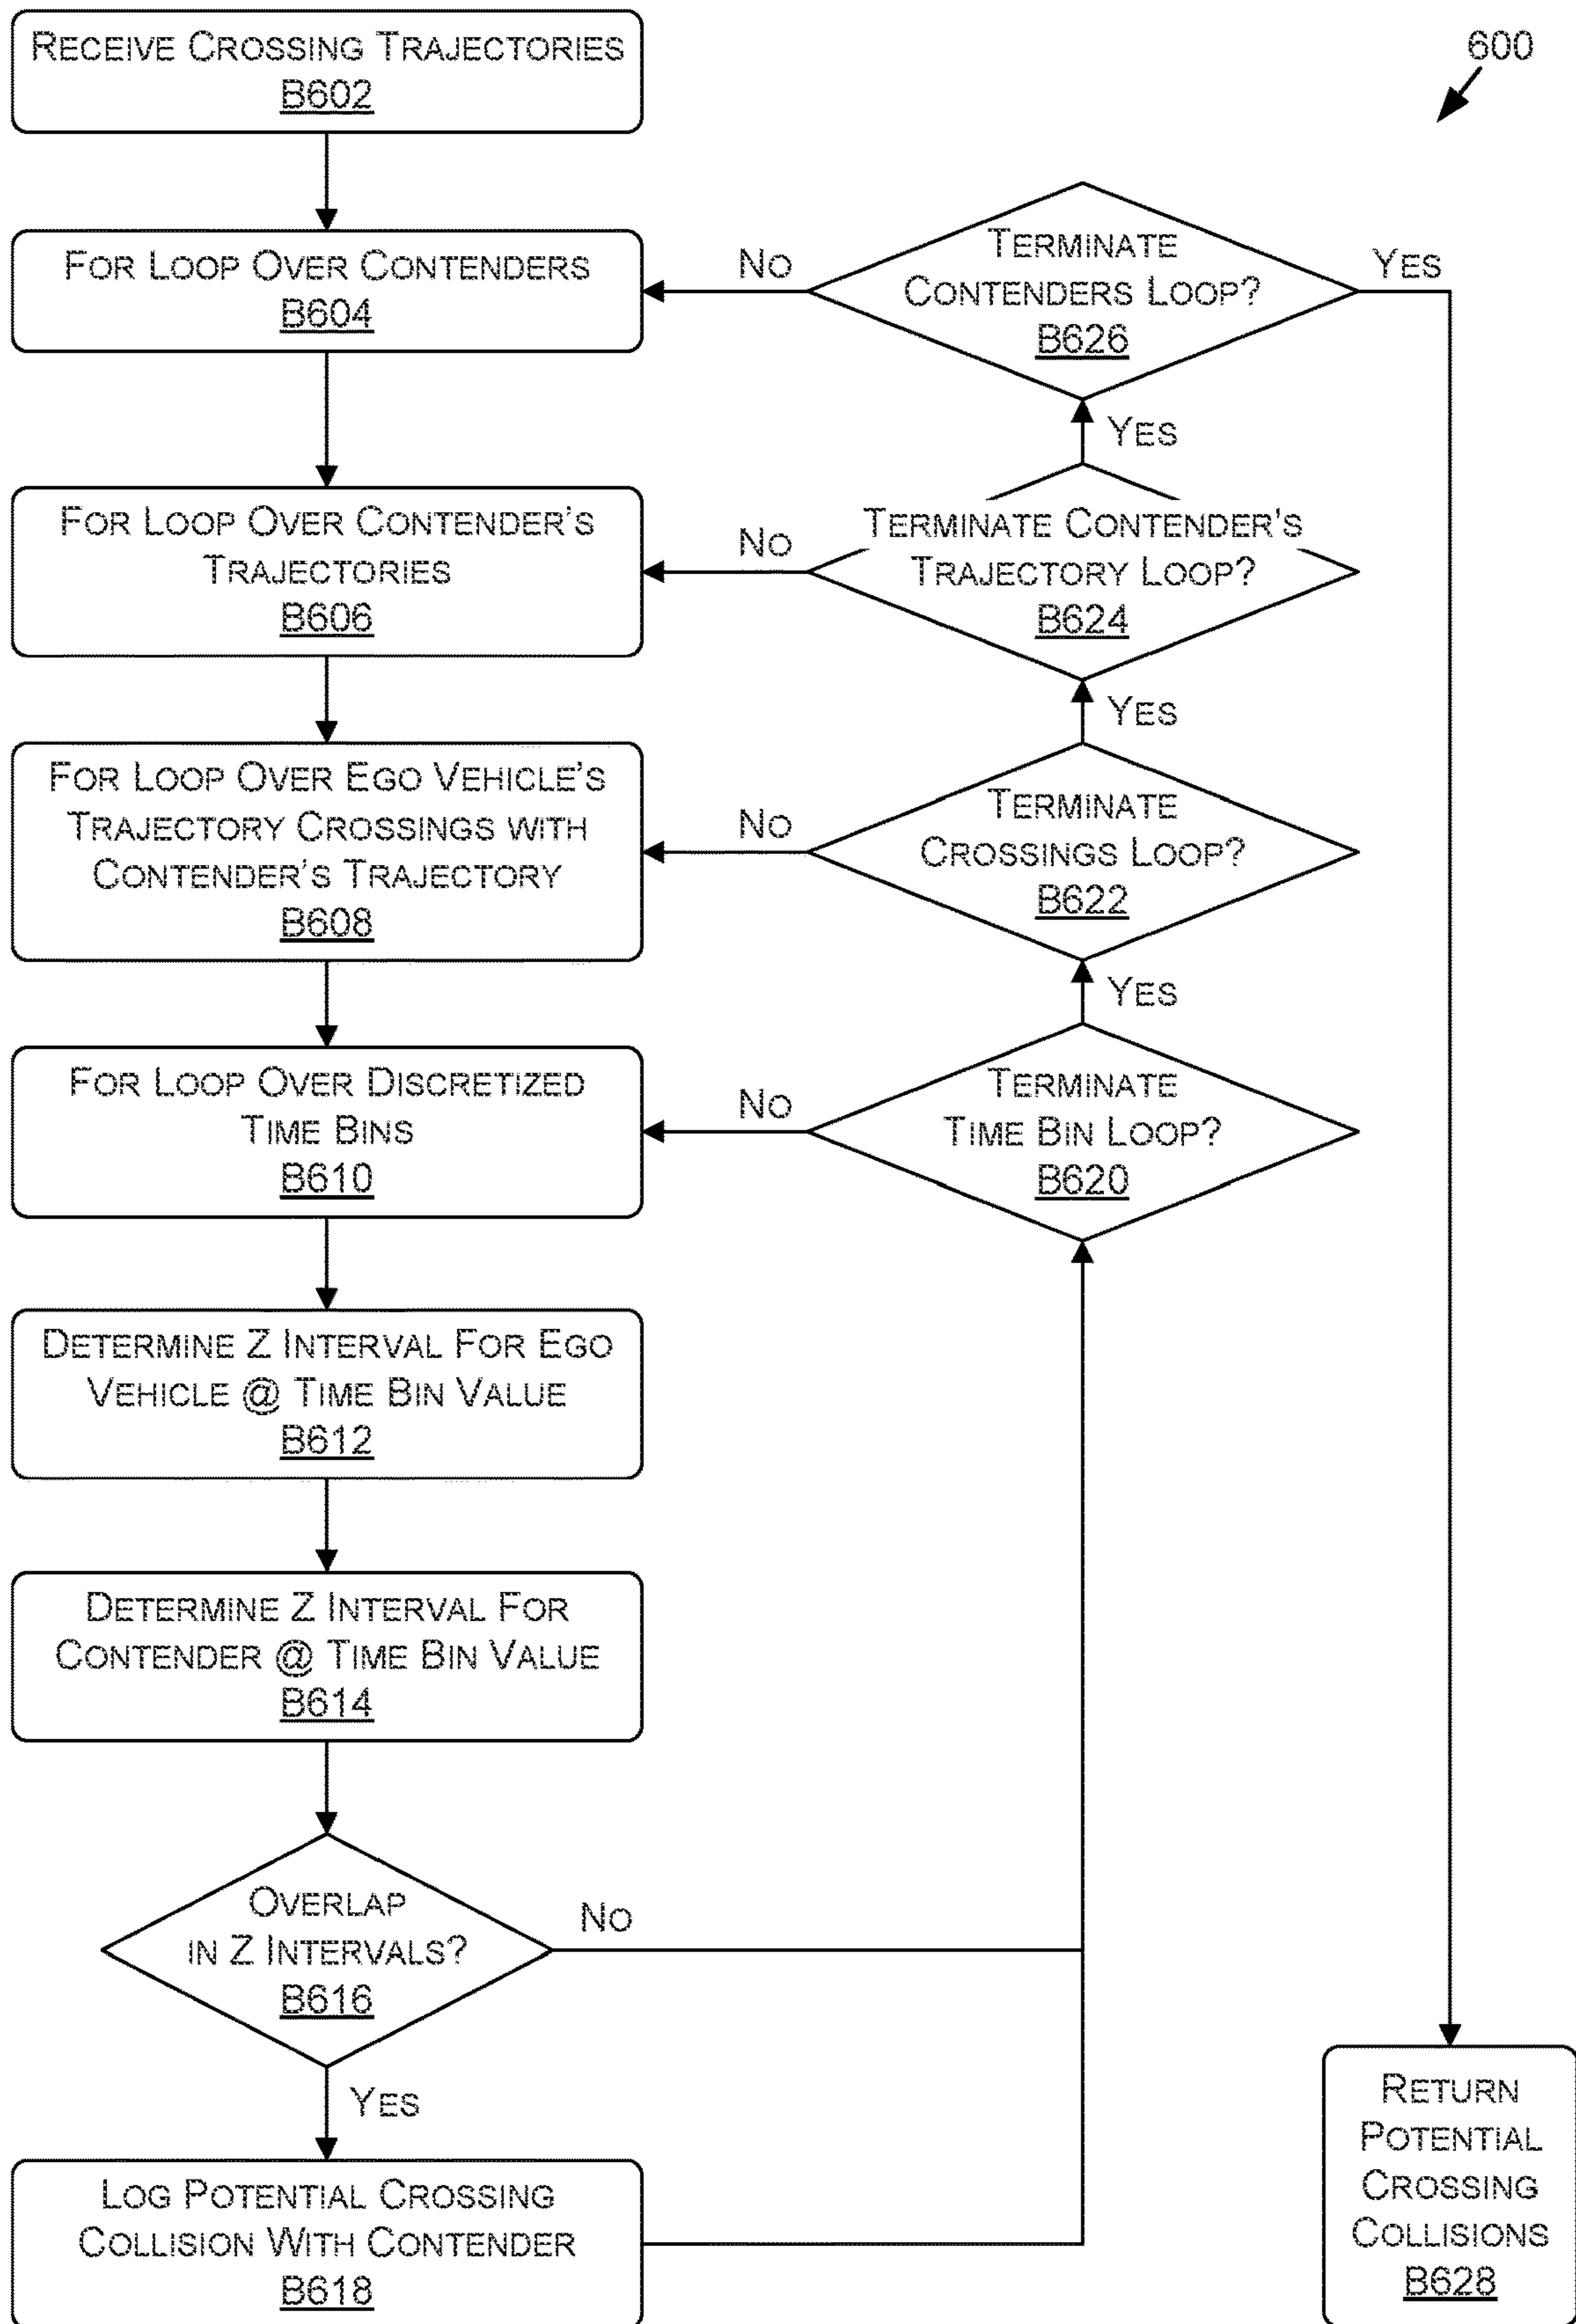 600
RECEIVE CROSSING TRAJECTORIES
B602
FOR LOOP OVER CONTENDERS
B604
NO
TERMINATE
CONTENDERS LOOP?
B626
YES
YES
FOR LOOP OVER CONTENDER'S
TRAJECTORIES
B606
NO
TERMINATE CONTENDER'S
TRAJECTORY LOOP?
B624
YES
FOR LOOP OVER EGO VEHICLE'S
TRAJECTORY CROSSINGS WITH
CONTENDER'S TRAJECTORY
B608
NO
TERMINATE
CROSSINGS LOOP?
B622
YES
FOR LOOP OVER DISCRETIZED
TIME BINS
B610
NO
TERMINATE
TIME BIN LOOP?
B620
DETERMINE Z INTERVAL FOR EGO
VEHICLE @ TIME BIN VALUE
B612
DETERMINE Z INTERVAL FOR
CONTENDER @ TIME BIN VALUE
B614
OVERLAP
IN Z INTERVALS?
B616
NO
YES
LOG POTENTIAL CROSSING
COLLISION WITH CONTENDER
B618
RETURN
POTENTIAL
CROSSING
COLLISIONS
B628